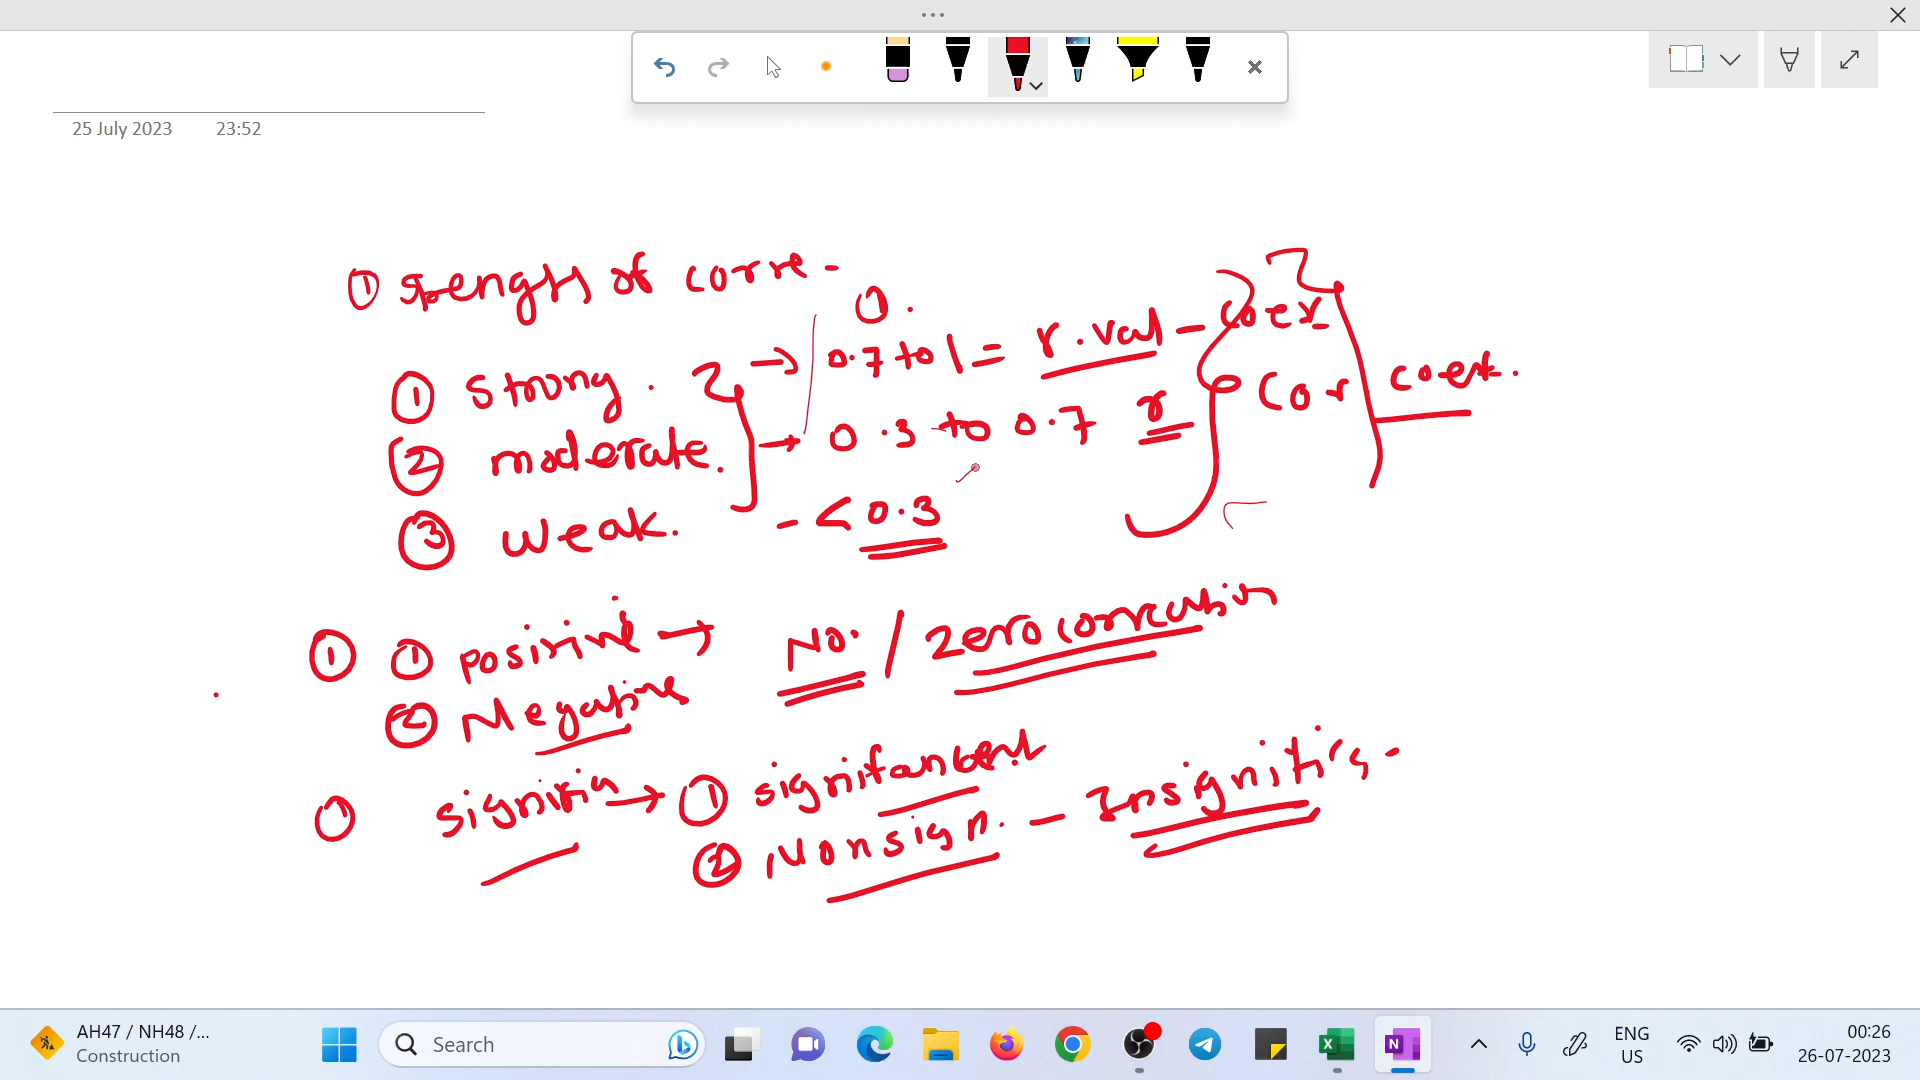 25 July 2023 23:52
① Strength of corre -
①.
① Strong. → 0.7 to 1 = r.val - coef
② moderate. → 0.3 to 0.7 r Cor coeff.
③ weak. - < 0.3
① ① positive → No. / Zero correlation
② Negative
① signifi → ① significant
② Nonsign. - Insignific.
AH47 / NH48 /...
Construction
Search
ENG
US
00:26
26-07-2023